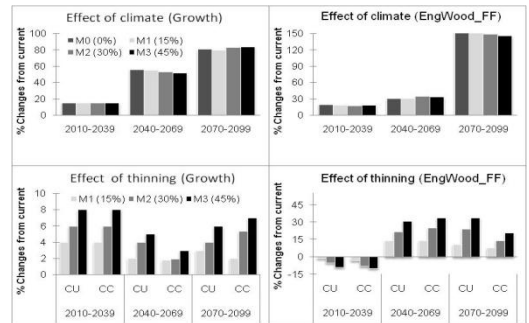 Effect of climate (Growth)
% Changes from current
100
80
60
40
20
0
M0 (0%) M1 (15%)
M2 (30%) M3 (45%)
2010-2039 2040-2069 2070-2099
Effect of climate (EngWood_FF)
% Changes from current
150
120
90
60
30
0
2010-2039 2040-2069 2070-2099
Effect of thinning (Growth)
% Changes from current
8
6
4
2
0
M1 (15%) M2 (30%) M3 (45%)
CU CC CU CC CU CC
2010-2039 2040-2069 2070-2099
Effect of thinning (EngWood_FF)
% Changes from current
45
30
15
0
-15
CU CC CU CC CU CC
2010-2039 2040-2069 2070-2099